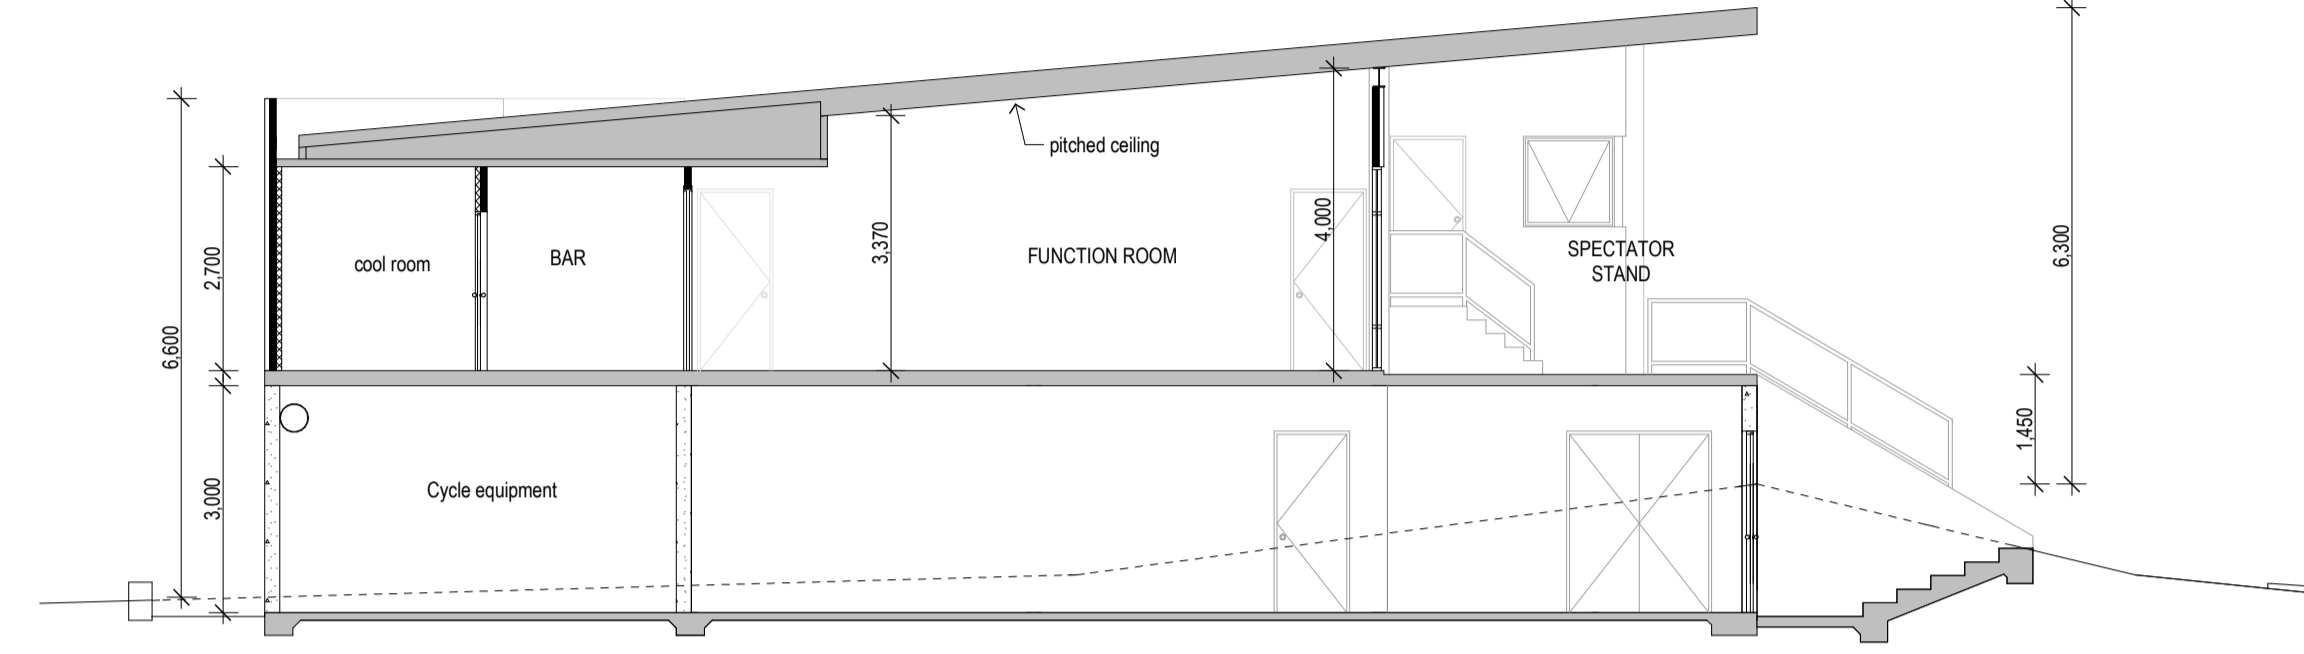 pitched ceiling
cool room
BAR
FUNCTION ROOM
SPECTATOR
STAND
Cycle equipment
6,600
2,700
3,000
3,370
4,000
1,450
6,300